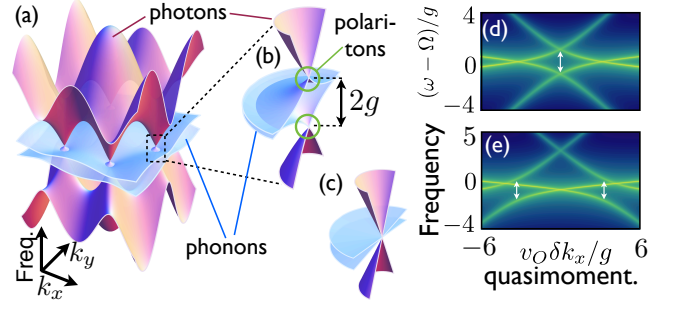 (a)
photons
polari-
tons
(b)
2g
(c)
phonons
Freq.
k_y
k_x
Frequency
(ω − Ω)/g
4
(d)
0
−4
5
(e)
0
−4
−6
v_O δk_x/g
6
quasimoment.